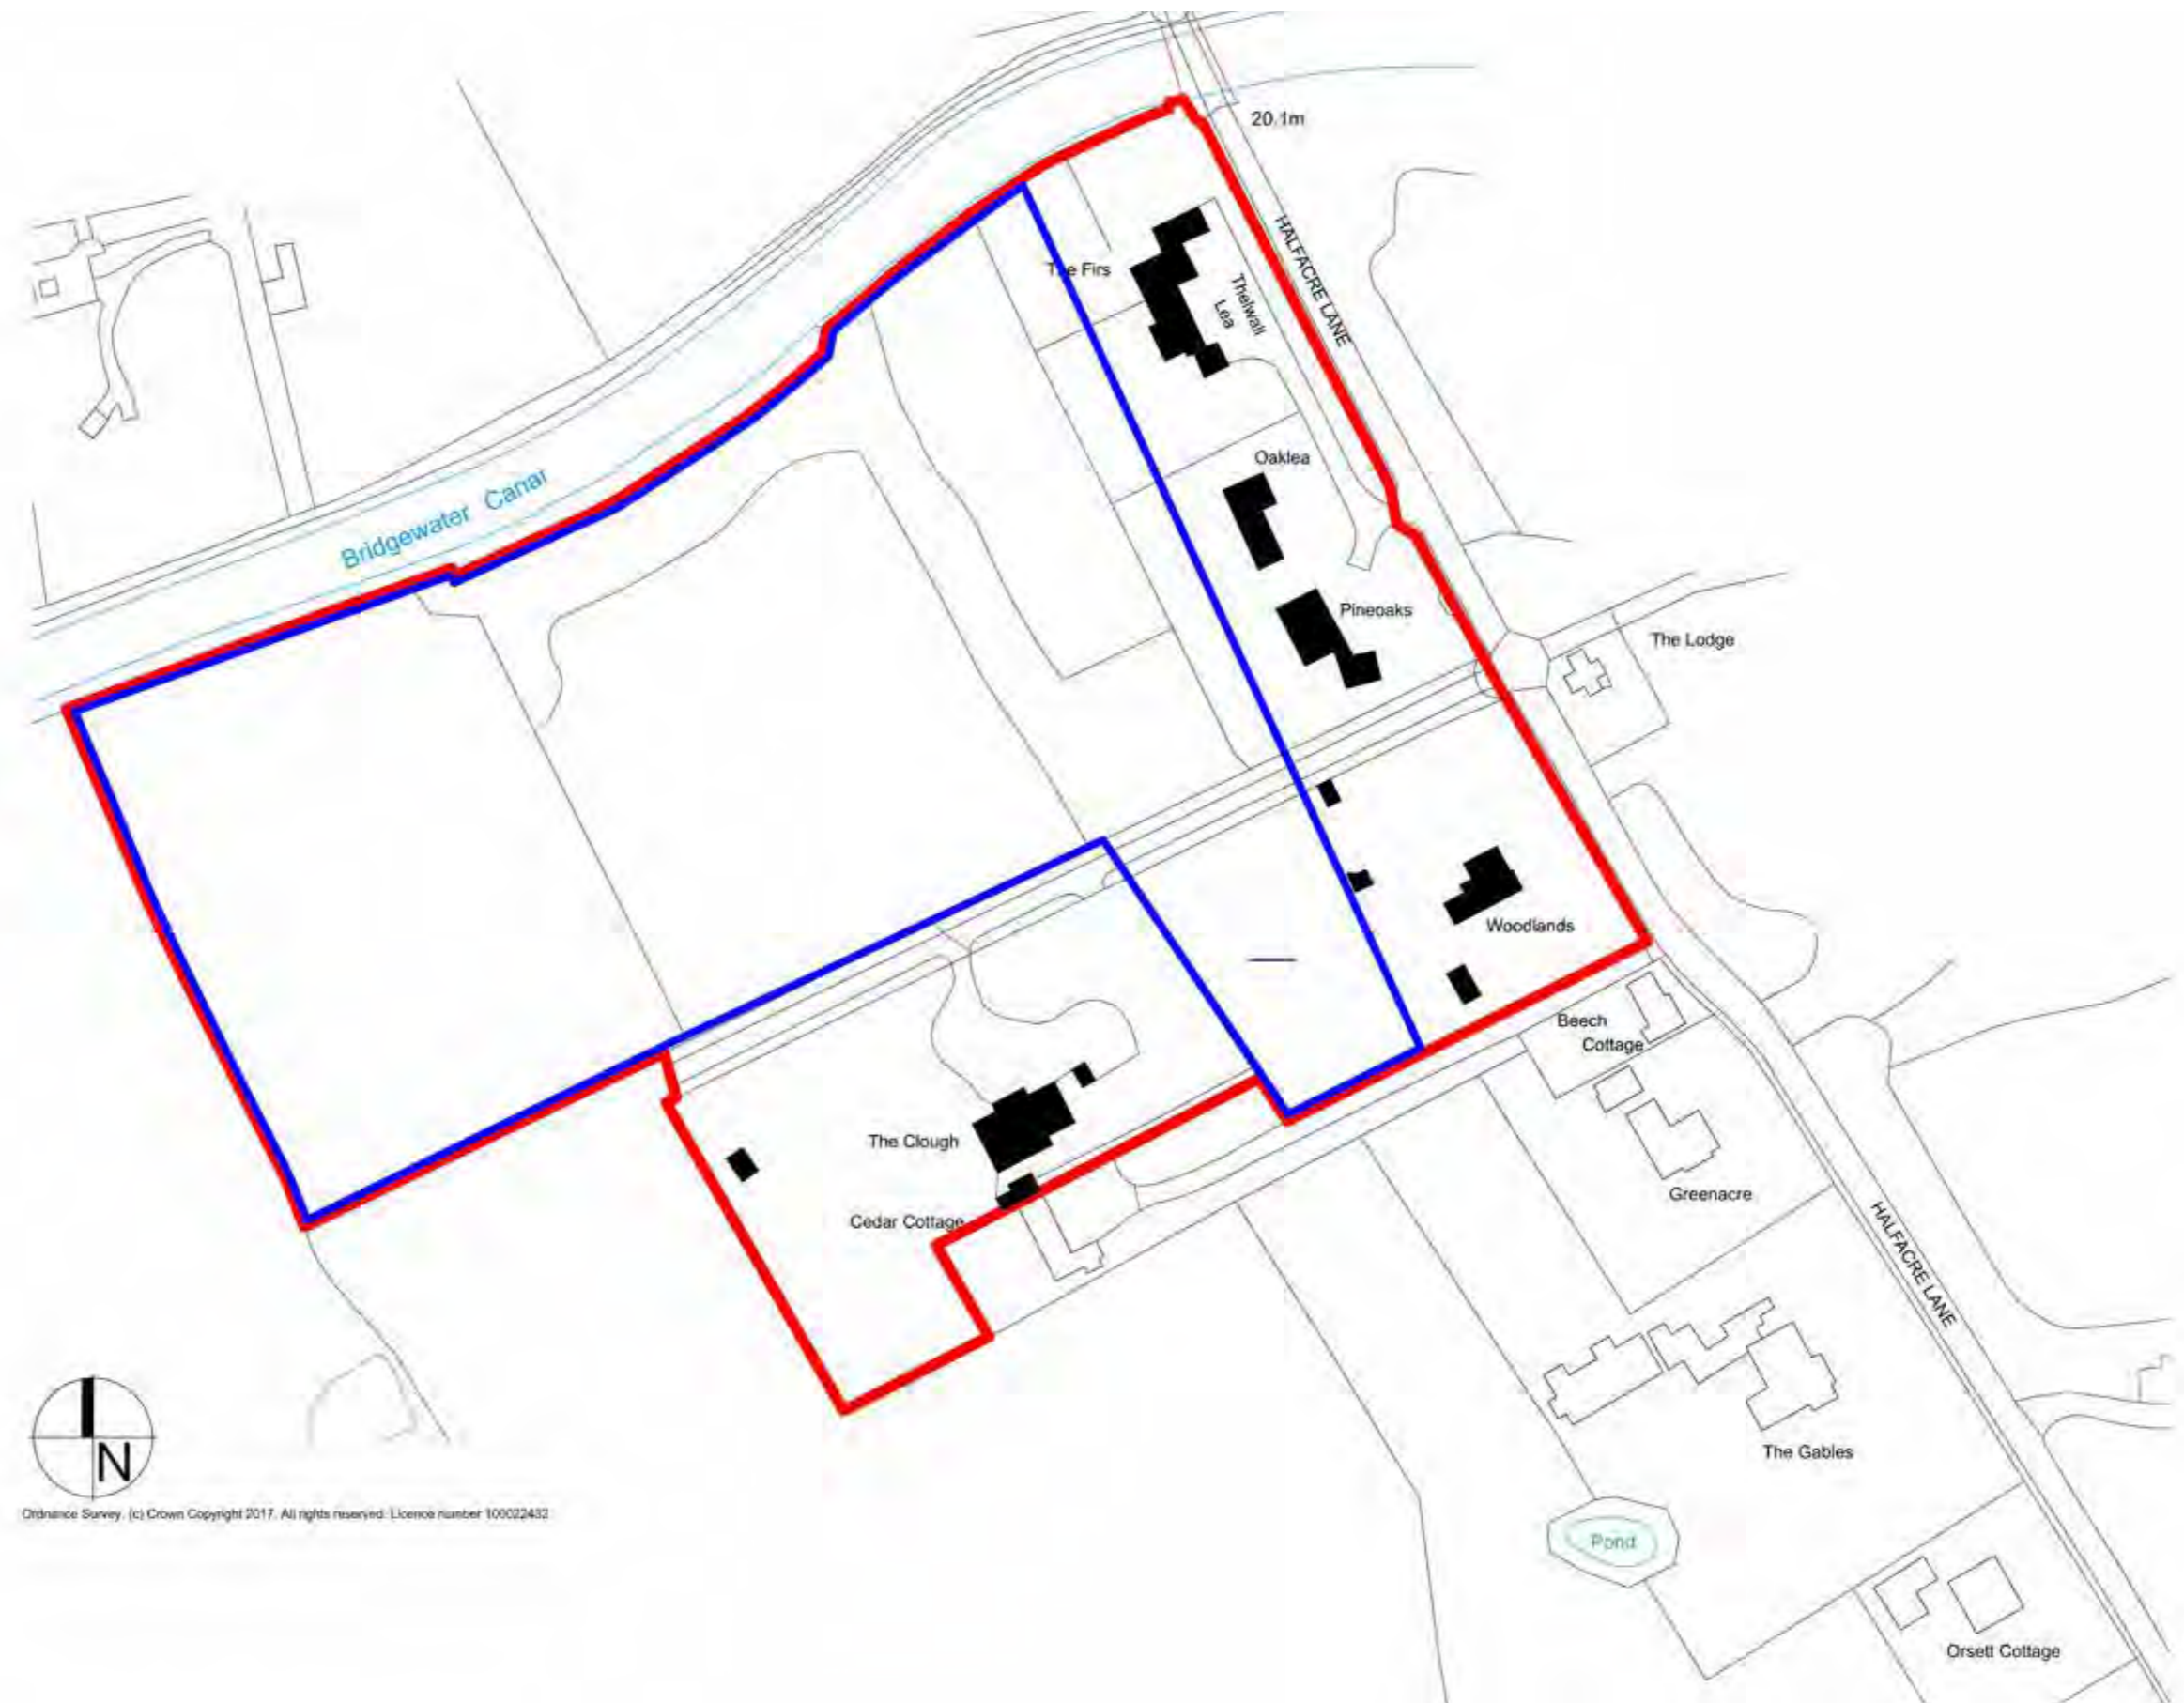 20.1m
HALFACRE LANE
The Firs
Thelwall
Lea
Oaklea
Bridgewater Canal
Pineoaks
The Lodge
Woodlands
Beech
Cottage
The Clough
Greenacre
Cedar Cottage
HALFACRE LANE
N
The Gables
Ordnance Survey. (c) Crown Copyright 2017. All rights reserved. Licence number 100022432
Pond
Orsett Cottage